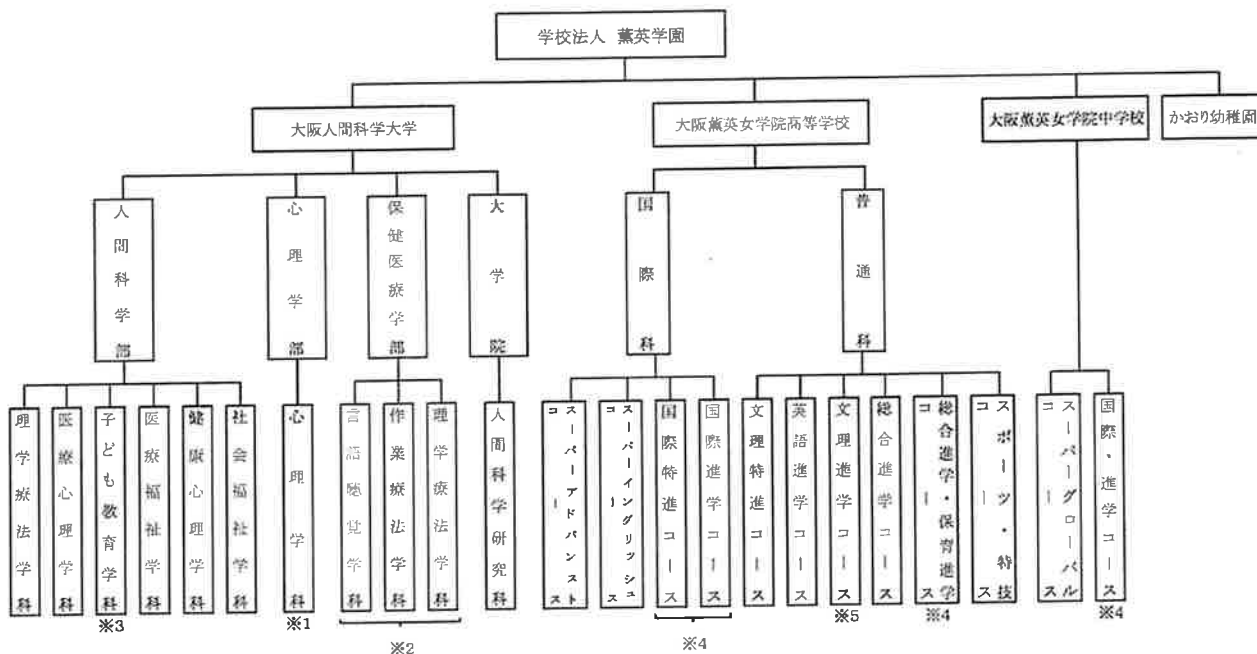 学校法人 薫英学園
大阪人間科学大学
大阪薫英女学院高等学校
大阪薫英女学院中学校
かおり幼稚園
人間科学部
心理学部
保健医療学部
大学院
国際科
普通科
理学療法学科
医療心理学科
子ども教育学科
医療福祉学科
健康心理学科
社会福祉学科
心理学科
言語聴覚学科
作業療法学科
理学療法学科
人間科学研究科
スーパーアドバンストコース
スーパーイングリッシュコース
国際特進コース
国際進学コース
文理特進コース
英語進学コース
文理進学コース
総合進学コース
総合進学・保育進学コース
スポーツ・特技コース
スーパーグローバルコース
国際・進学コース
※3
※1
※2
※4
※5
※4
※4